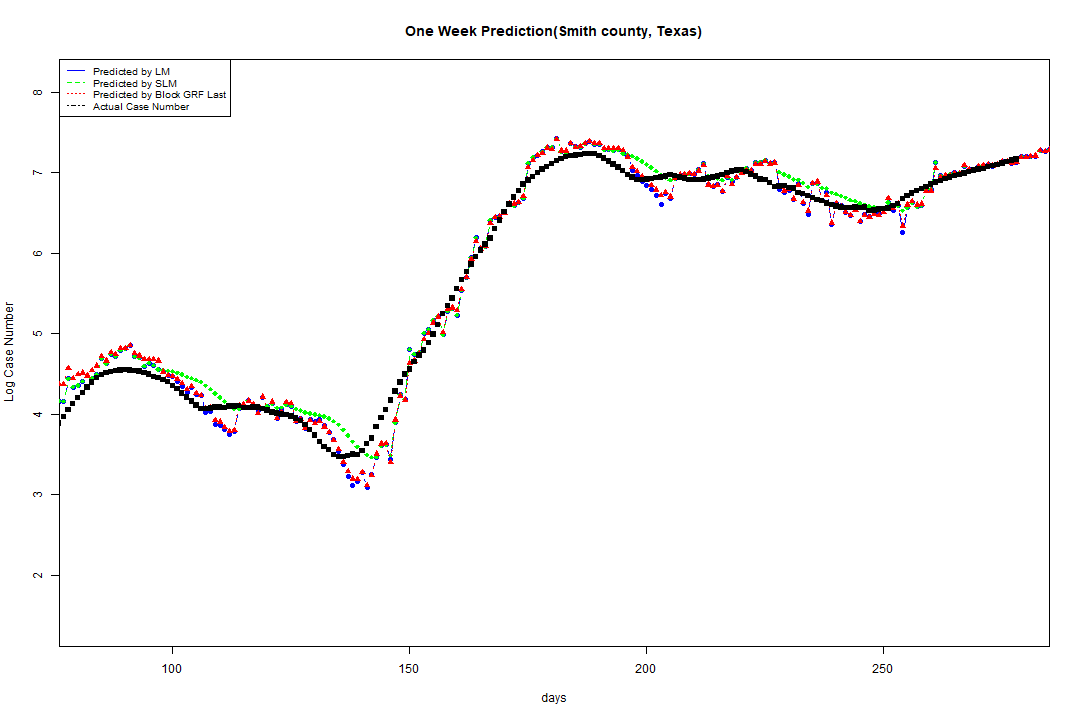 One Week Prediction(Smith county, Texas)
Predicted by LM
Predicted by SLM
Predicted by Block GRF Last
Actual Case Number
8
7
6
5
4
3
2
Log Case Number
100 150 200 250
days